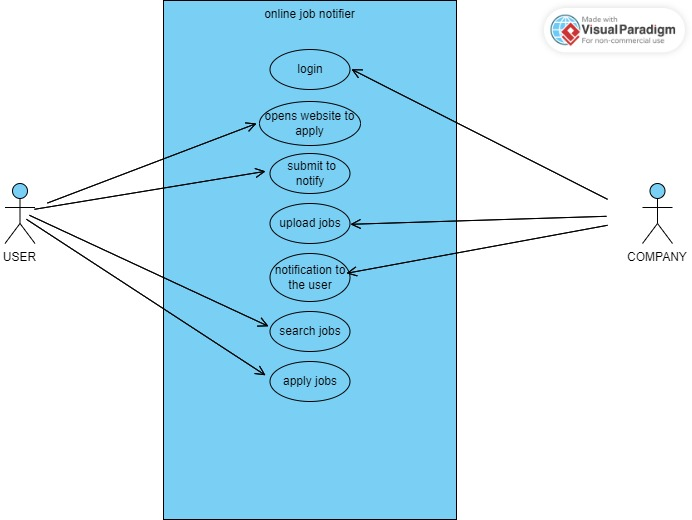 online job notifier
Made with
Visual Paradigm
For non-commercial use
login
opens website to
apply
submit to
notify
USER
upload jobs
COMPANY
notification to
the user
search jobs
apply jobs